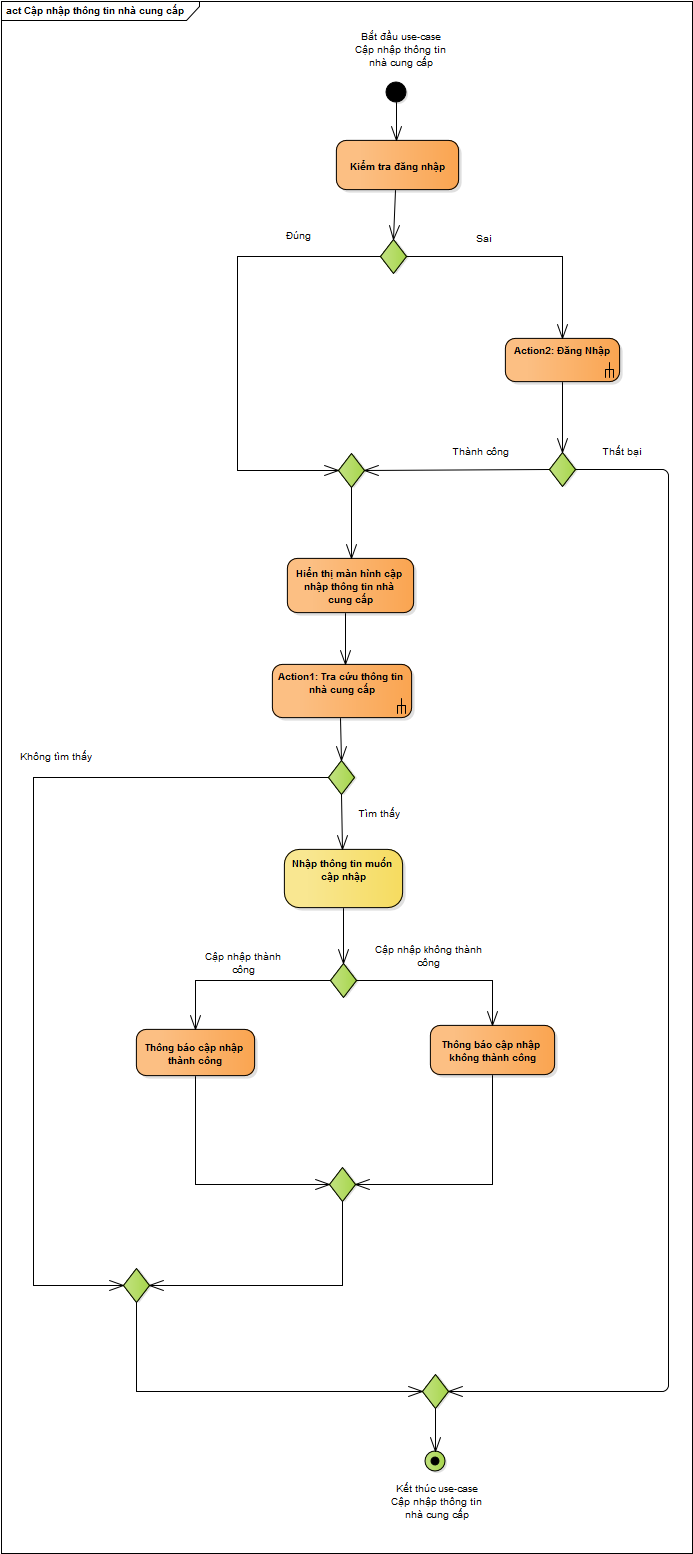 act Cập nhập thông tin nhà cung cấp
Bắt đầu use-case
Cập nhập thông tin
nhà cung cấp
Kiểm tra đăng nhập
Đúng
Sai
Action2: Đăng Nhập
Thành công
Thất bại
Hiển thị màn hình cập
nhập thông tin nhà
cung cấp
Action1: Tra cứu thông tin
nhà cung cấp
Không tìm thấy
Tìm thấy
Nhập thông tin muốn
cập nhập
Cập nhập thành
công
Cập nhập không thành
công
Thông báo cập nhập
thành công
Thông báo cập nhập
không thành công
Kết thúc use-case
Cập nhập thông tin
nhà cung cấp